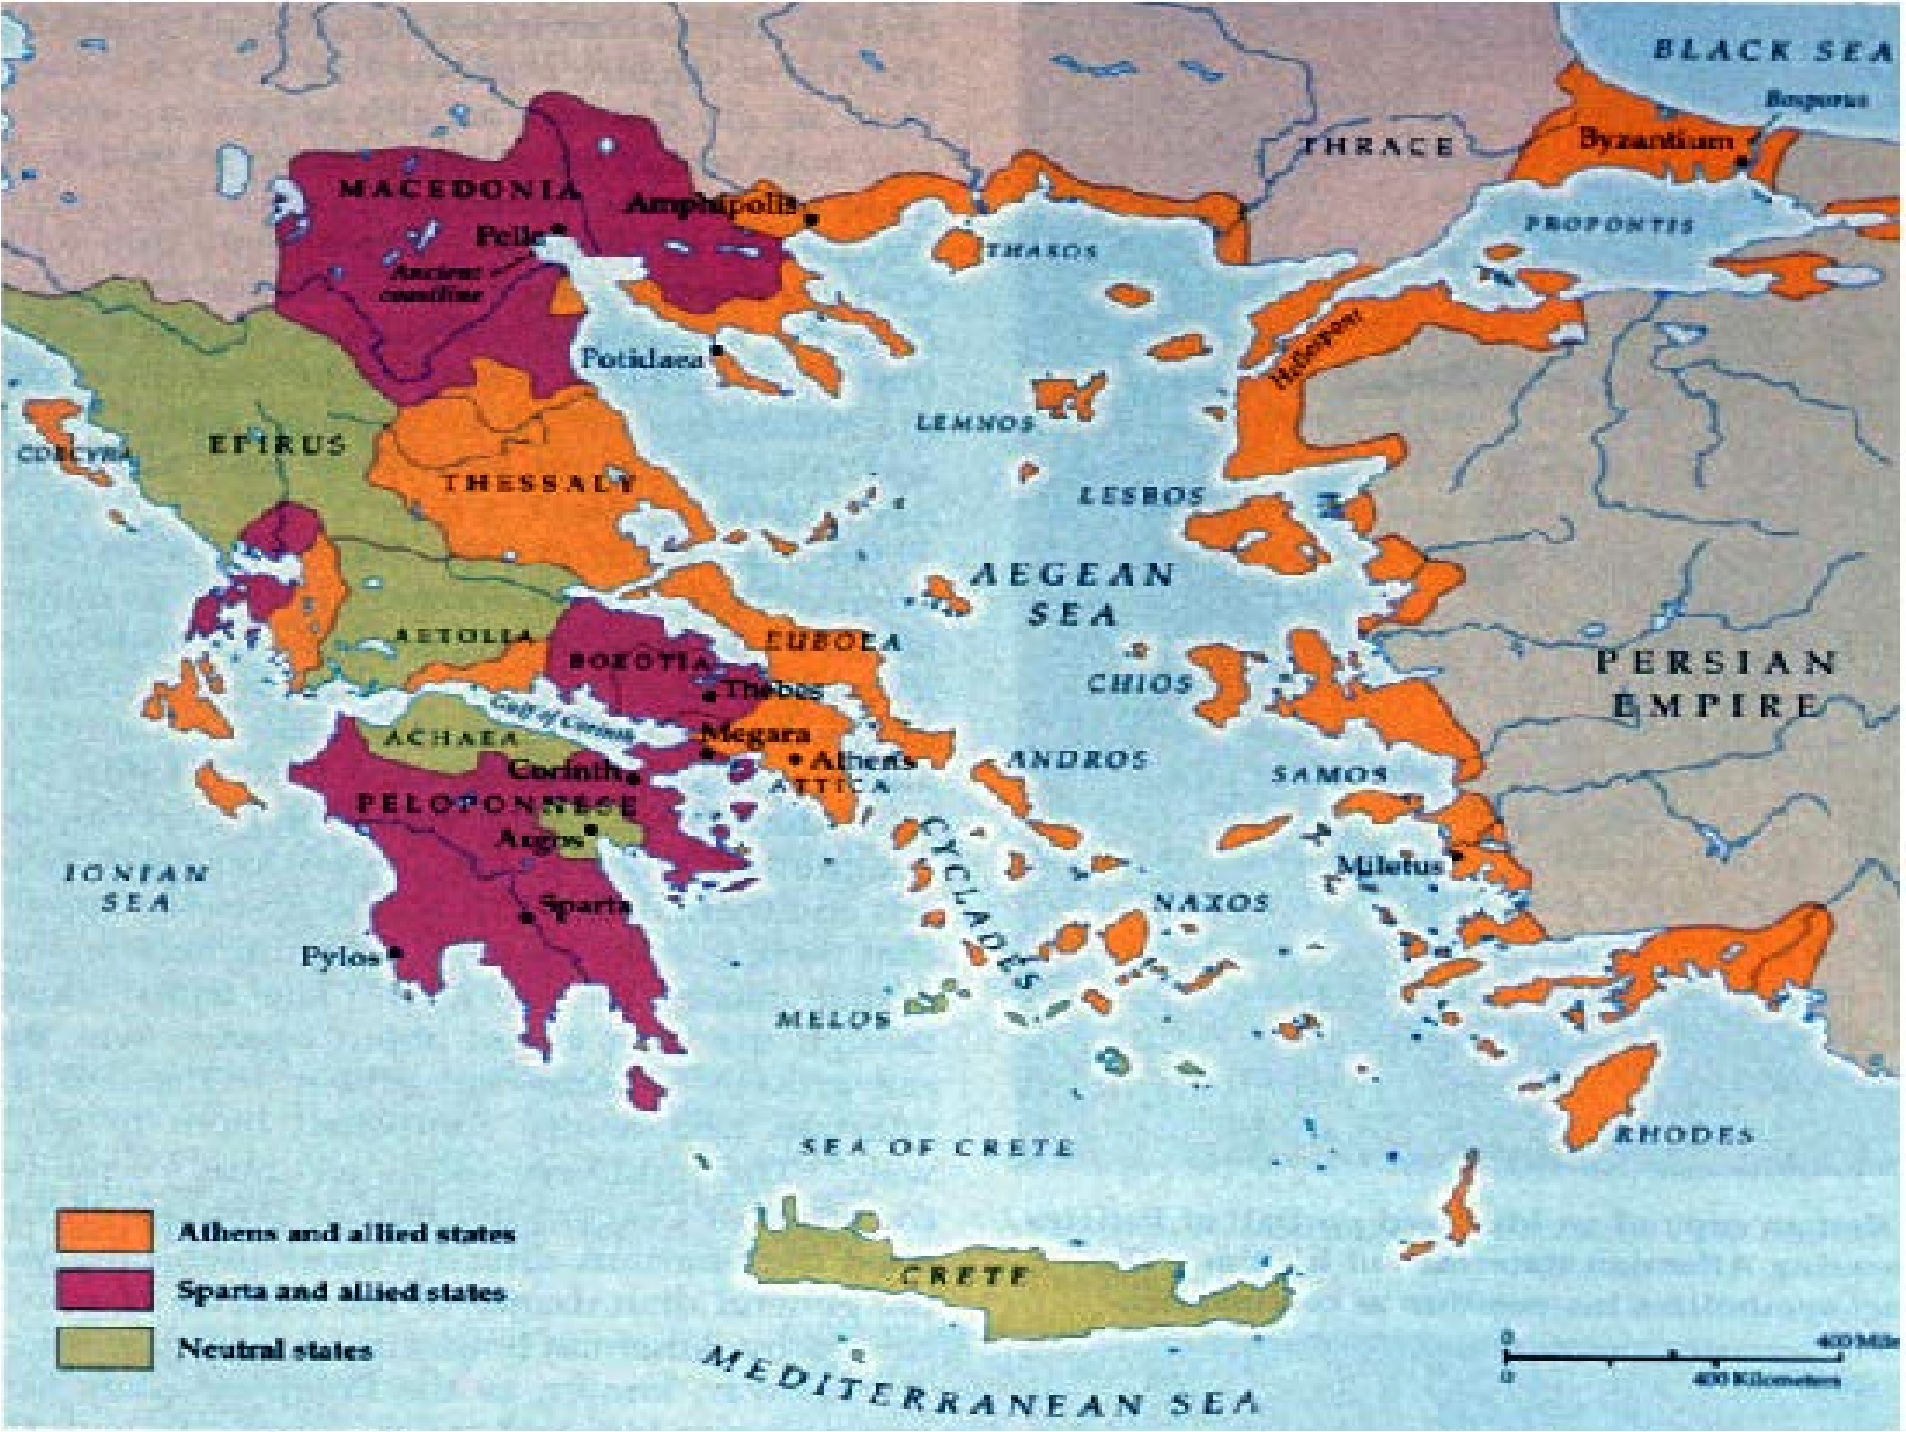 BLACK SEA
Bosporus
THRACE
Byzantium
MACEDONIA
Amphipolis
PROPONTIS
Pella
THASOS
Ancient
coastline
Hellespont
Potidaea
LEMNOS
EPIRUS
CORCYRA
THESSALY
LESBOS
AEGEAN
SEA
AETOLIA
EUBOEA
BOEOTIA
PERSIAN
EMPIRE
CHIOS
Thebes
Gulf of Corinth
ACHAEA
Megara
Athens
ATTICA
ANDROS
Corinth
SAMOS
PELOPONNESE
Argos
CYCLADES
Miletus
IONIAN
SEA
NAXOS
Sparta
Pylos
MELOS
RHODES
SEA OF CRETE
CRETE
MEDITERRANEAN SEA
Athens and allied states
Sparta and allied states
Neutral states
0 400 Mile
0 400 Kilometers